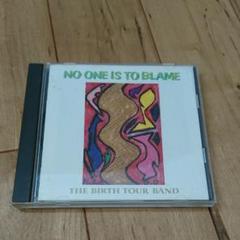 NO ONE IS TO BLAME
THE BIRTH TOUR BAND